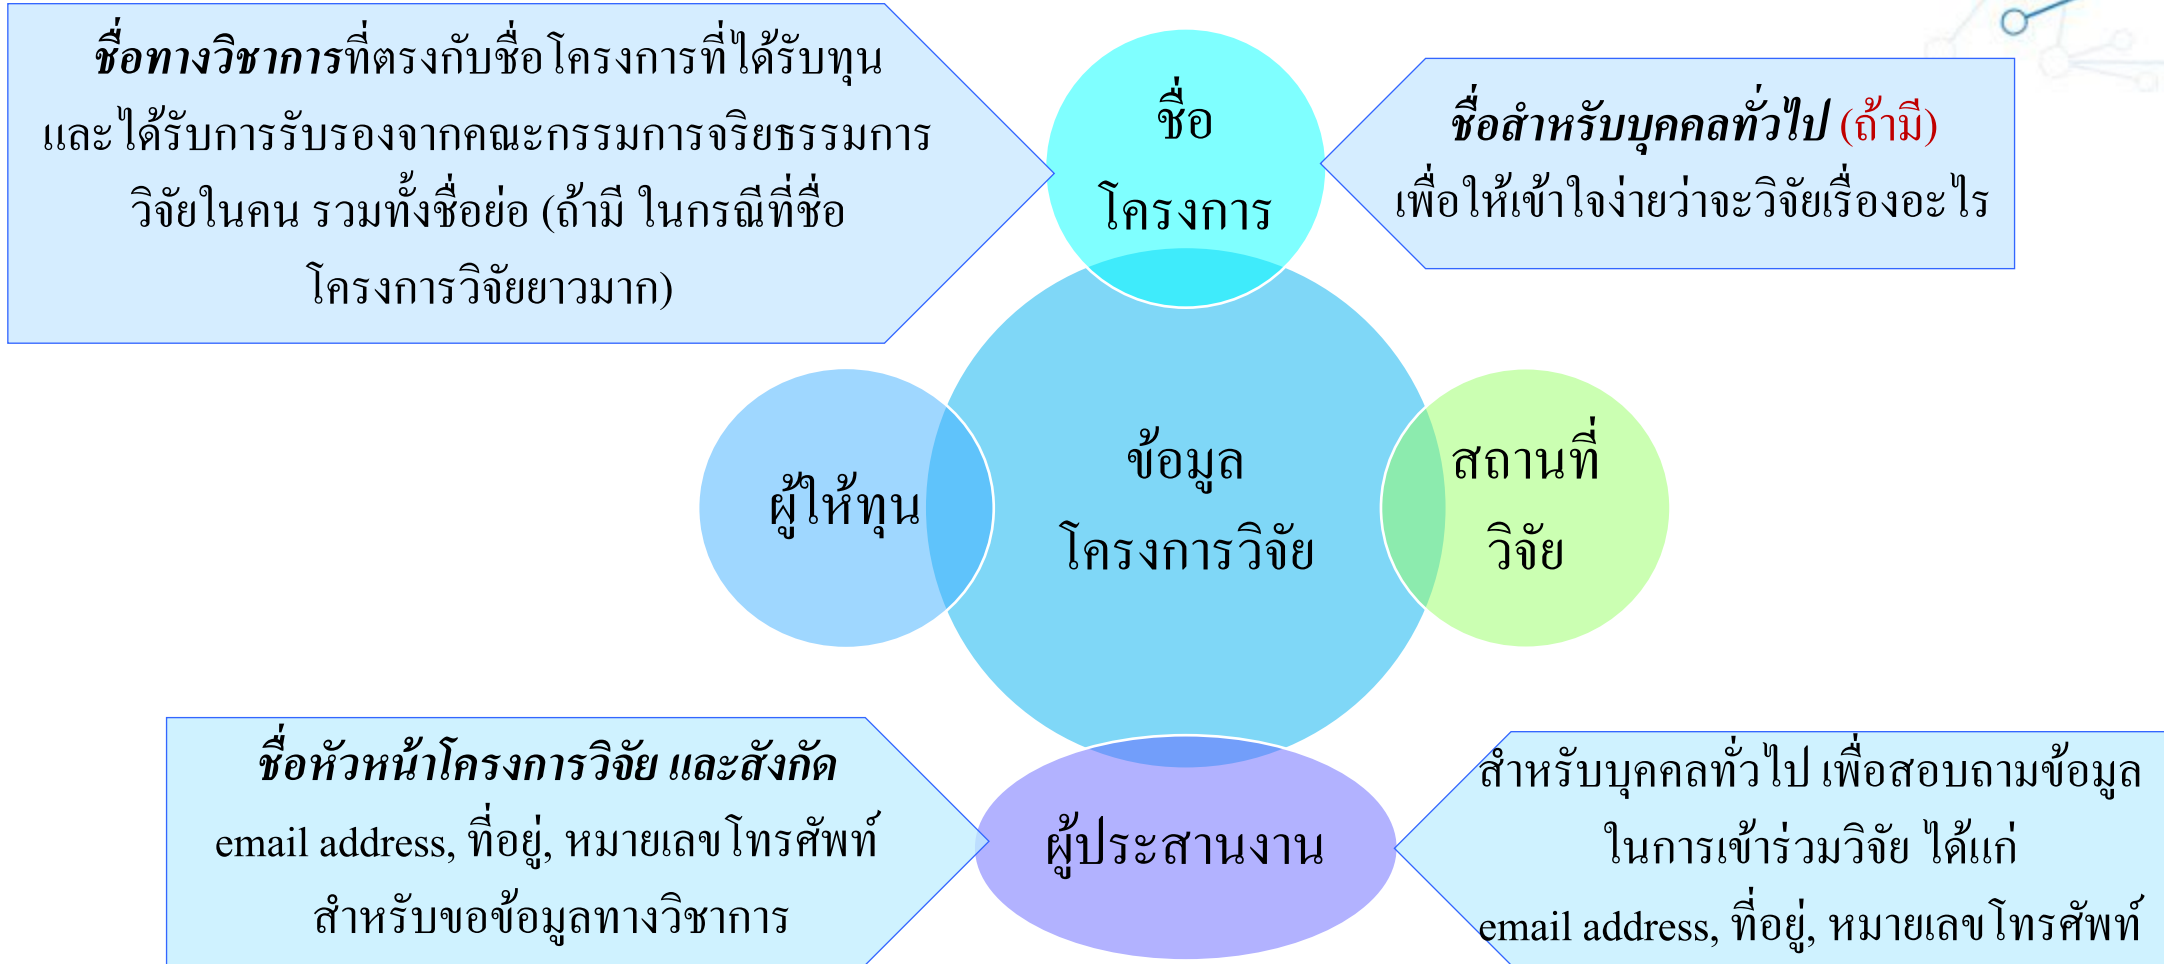 ชื่อทางวิชาการที่ตรงกับชื่อโครงการที่ได้รับทุน
และได้รับการรับรองจากคณะกรรมการจริยธรรมการ
วิจัยในคน รวมทั้งชื่อย่อ (ถ้ามี ในกรณีที่ชื่อ
โครงการวิจัยยาวมาก)
ชื่อ
โครงการ
ชื่อสำหรับบุคคลทั่วไป (ถ้ามี)
เพื่อให้เข้าใจง่ายว่าจะวิจัยเรื่องอะไร
ผู้ให้ทุน
ข้อมูล
โครงการวิจัย
สถานที่
วิจัย
ชื่อหัวหน้าโครงการวิจัย และสังกัด
email address, ที่อยู่, หมายเลขโทรศัพท์
สำหรับขอข้อมูลทางวิชาการ
ผู้ประสานงาน
สำหรับบุคคลทั่วไป เพื่อสอบถามข้อมูล
ในการเข้าร่วมวิจัย ได้แก่
email address, ที่อยู่, หมายเลขโทรศัพท์